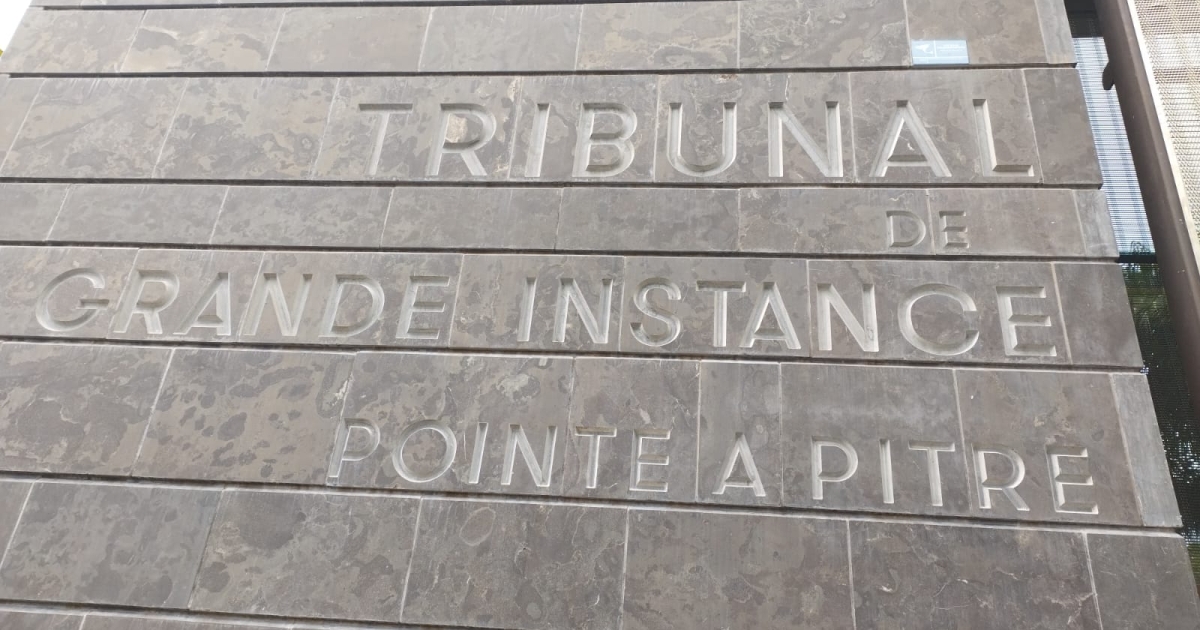 TRIBUNAL
DE
GRANDE INSTANCE
POINTE A PITRE